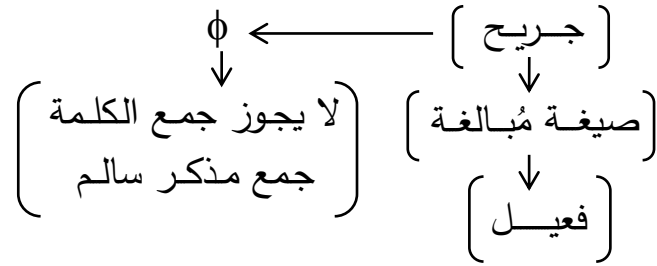 جريح
ϕ
صيغة مُبالغة
لا يجوز جمع الكلمة
جمع مذكر سالم
فعيل